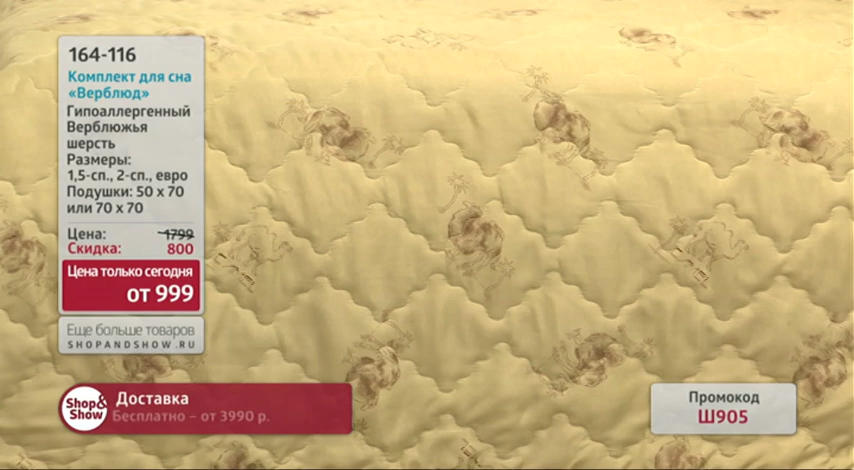 164-116
Комплект для сна
«Верблюд»
Гипоаллергенный
Верблюжья
шерсть
Размеры:
1,5-сп., 2-сп., евро
Подушки: 50 х 70
или 70 х 70
Цена: 1799
Скидка: 800
Цена только сегодня
от 999
Еще больше товаров
SHOPANDSHOW.RU
Shop&
Show
Доставка
Бесплатно – от 3990 р.
Промокод
Ш905